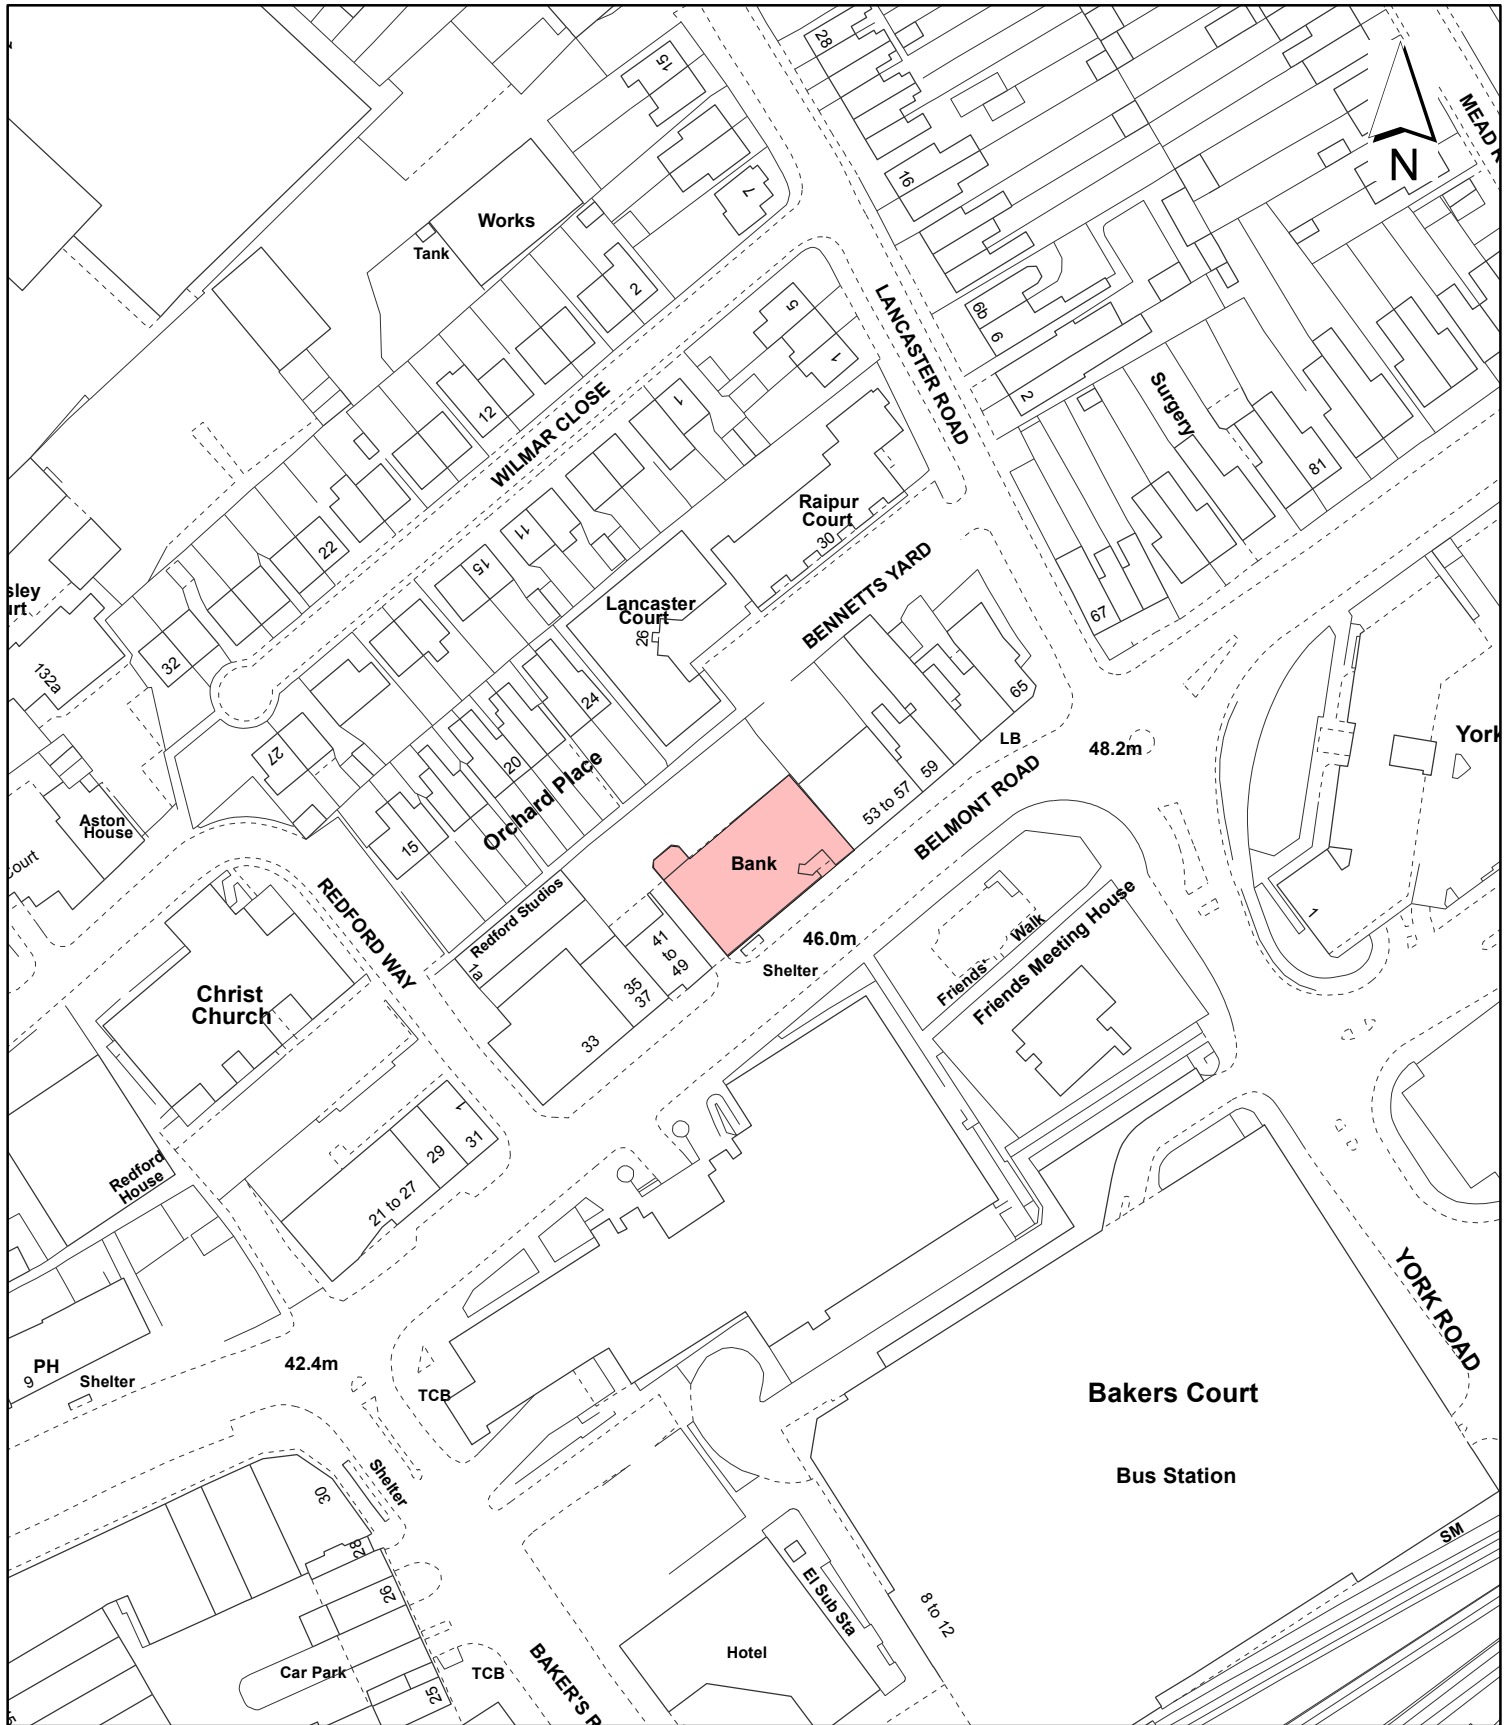 28
15
MEAD R
N
16
7
Works
Tank
2
LANCASTER ROAD
6b
6
5
1
2
Surgery
12
WILMAR CLOSE
1
81
11
Raipur
Court
30
22
15
BENNETTS YARD
sley
urt
Lancaster
Court
26
67
32
132a
24
65
27
20
Orchard Place
LB
48.2m
York
59
53 to 57
BELMONT ROAD
Aston
House
Court
15
Bank
REDFORD WAY
Redford Studios
1a
41
to
49
46.0m
Shelter
Friends'
Walk
Friends Meeting House
1
Christ
Church
35
37
33
1
31
29
21 to 27
Redford
House
YORK ROAD
42.4m
PH
9
Shelter
TCB
Bakers Court
Bus Station
Shelter
30
28
26
SM
El Sub Sta
8 to 12
Hotel
Car Park
TCB
25
BAKER'S R